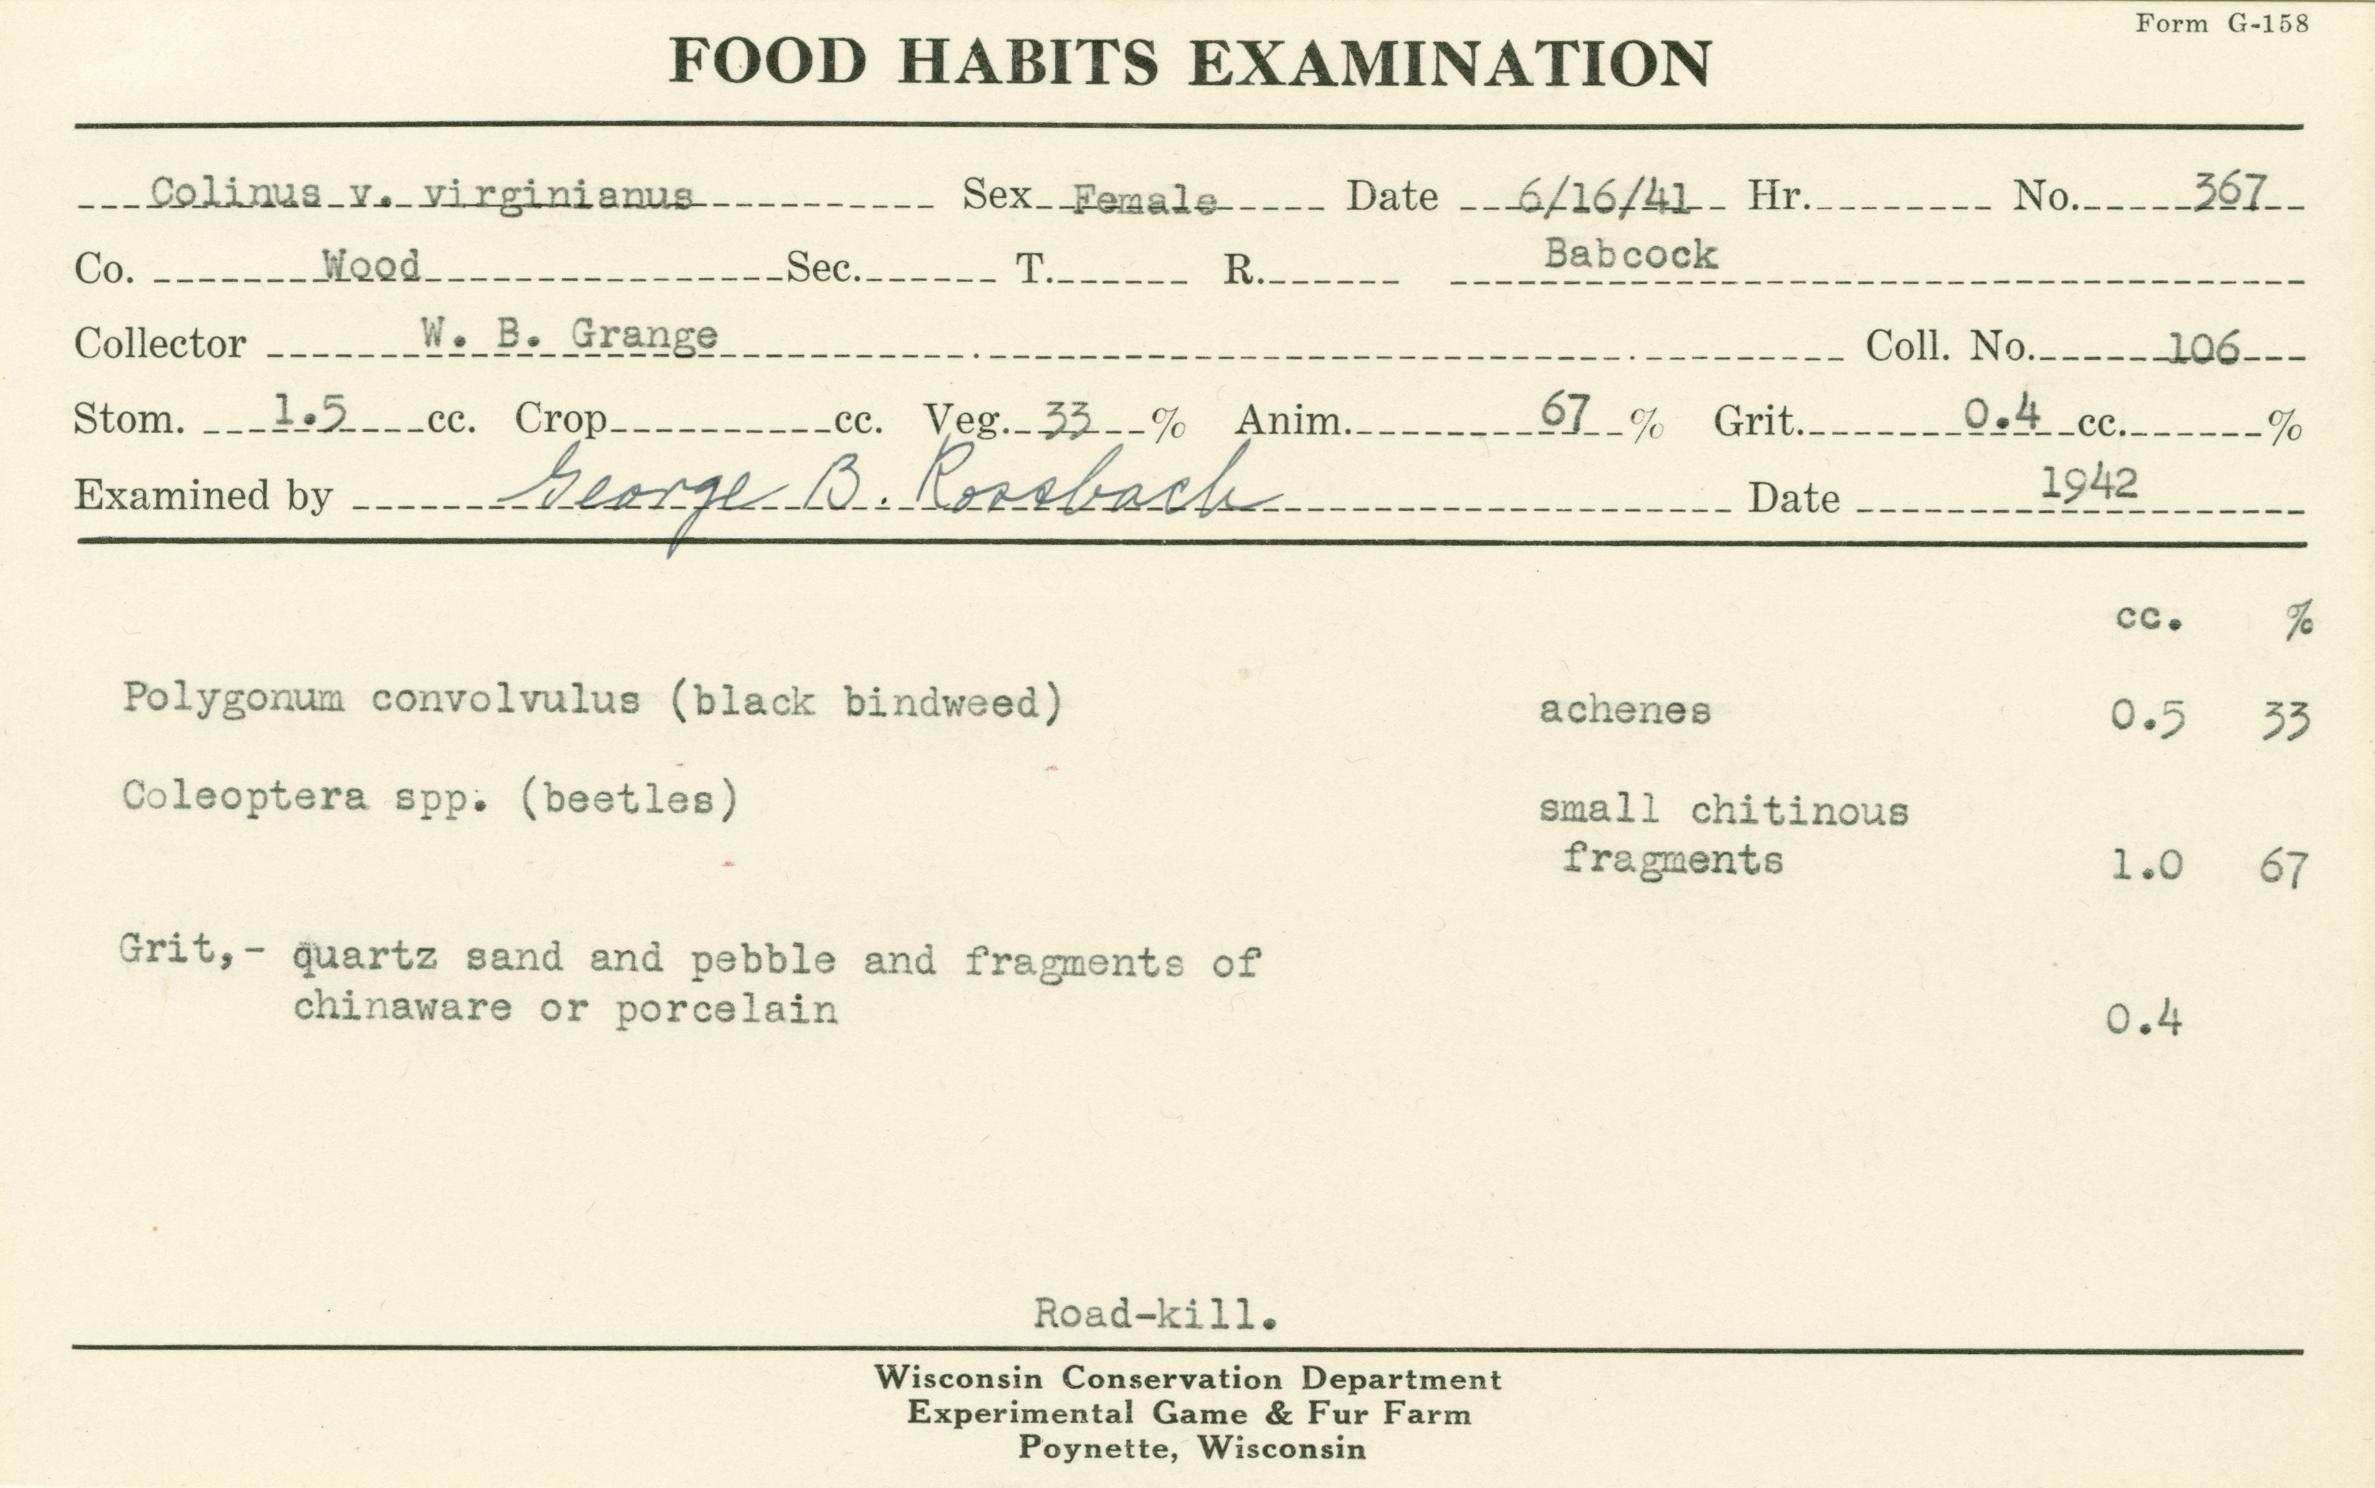 Form G-158
FOOD HABITS EXAMINATION
Colinus v. virginianus Sex Female Date 6/16/41 Hr. No. 367
Co. Wood Sec. T. R. Babcock
Collector W. B. Grange Coll. No. 106
Stom. 1.5 cc. Crop cc. Veg. 33 % Anim. 67 % Grit. 0.4 cc. %
Examined by George B. Rossbach Date 1942
cc. %
Polygonum convolvulus (black bindweed) achenes 0.5 33
Coleoptera spp. (beetles) small chitinous
fragments 1.0 67
Grit,- quartz sand and pebble and fragments of
chinaware or porcelain 0.4
Road-kill.
Wisconsin Conservation Department
Experimental Game & Fur Farm
Poynette, Wisconsin